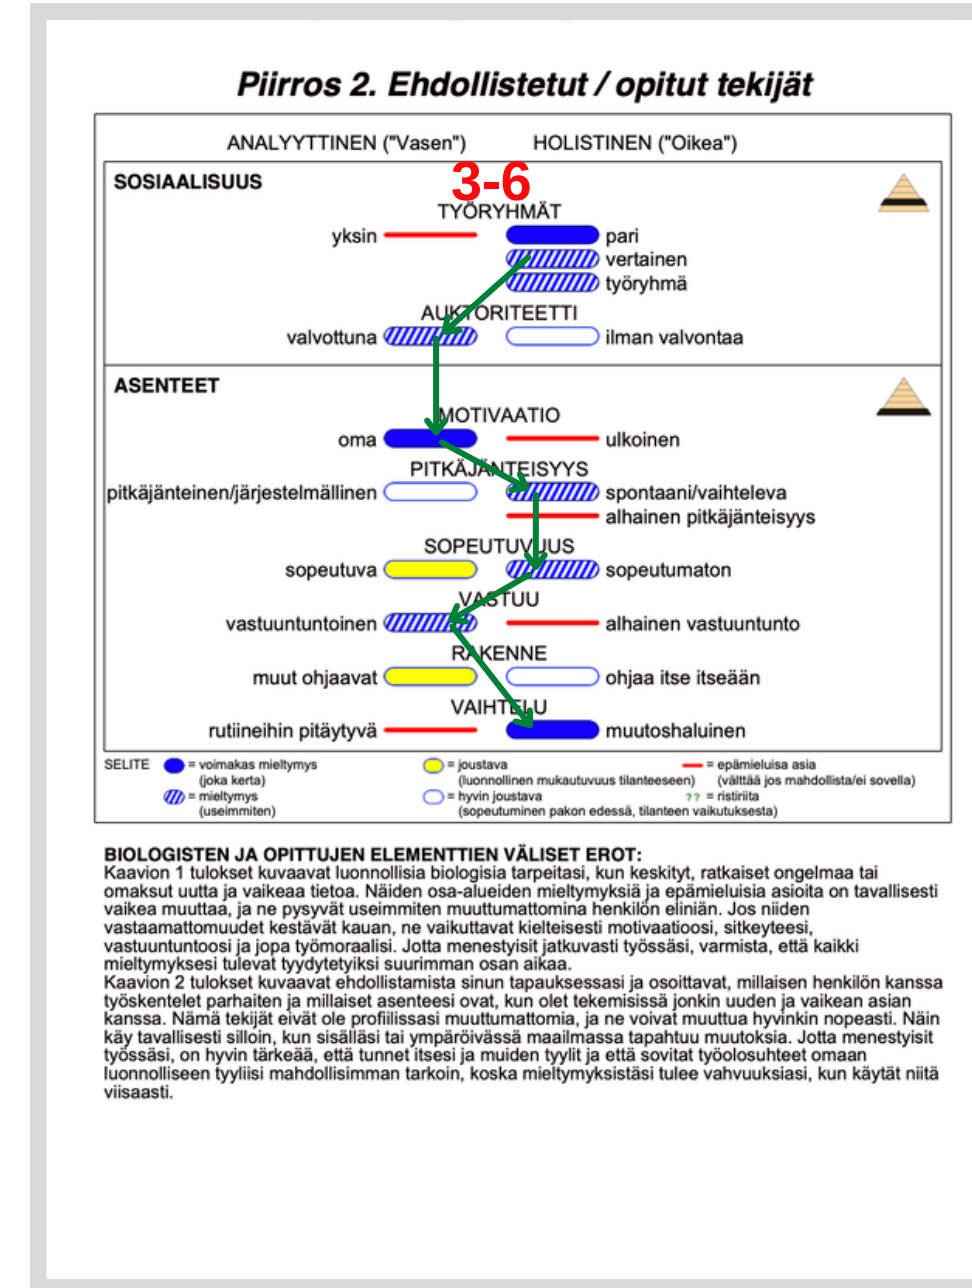 Piirros 2. Ehdollistetut / opitut tekijät
ANALYYTTINEN ("Vasen") HOLISTINEN ("Oikea")
SOSIAALISUUS
3-6
TYÖRYHMÄT
yksin pari
vertainen
työryhmä
AUKTORITEETTI
valvottuna ilman valvontaa
ASENTEET
MOTIVAATIO
oma ulkoinen
PITKÄJÄNTEISYYS
pitkäjänteinen/järjestelmällinen spontaani/vaihteleva
alhainen pitkäjänteisyys
SOPEUTUVUUS
sopeutuva sopeutumaton
VASTUU
vastuuntuntoinen alhainen vastuuntunto
RAKENNE
muut ohjaavat ohjaa itse itseään
VAIHTELU
rutiineihin pitäytyvä muutoshaluinen
SELITE = voimakas mieltymys = joustava = epämieluisa asia
(joka kerta) (luonnollinen mukautuvuus tilanteeseen) (välttää jos mahdollista/ei sovella)
= mieltymys = hyvin joustava ?? = ristiriita
(useimmiten) (sopeutuminen pakon edessä, tilanteen vaikutuksesta)
BIOLOGISTEN JA OPITTUJEN ELEMENTTIEN VÄLISET EROT:
Kaavion 1 tulokset kuvaavat luonnollisia biologisia tarpeitasi, kun keskityt, ratkaiset ongelmaa tai
omaksut uutta ja vaikeaa tietoa. Näiden osa-alueiden mieltymyksiä ja epämieluisia asioita on tavallisesti
vaikea muuttaa, ja ne pysyvät useimmiten muuttumattomina henkilön eliniän. Jos niiden
vastaamattomuudet kestävät kauan, ne vaikuttavat kielteisesti motivaatioosi, sitkeyteesi,
vastuuntuntoosi ja jopa työmoraalisi. Jotta menestyisit jatkuvasti työssäsi, varmista, että kaikki
mieltymyksesi tulevat tyydytetyiksi suurimman osan aikaa.
Kaavion 2 tulokset kuvaavat ehdollistamista sinun tapauksessasi ja osoittavat, millaisen henkilön kanssa
työskentelet parhaiten ja millaiset asenteesi ovat, kun olet tekemisissä jonkin uuden ja vaikean asian
kanssa. Nämä tekijät eivät ole profiilissasi muuttumattomia, ja ne voivat muuttua hyvinkin nopeasti. Näin
käy tavallisesti silloin, kun sisälläsi tai ympäröivässä maailmassa tapahtuu muutoksia. Jotta menestyisit
työssäsi, on hyvin tärkeää, että tunnet itsesi ja muiden tyylit ja että sovitat työolosuhteet omaan
luonnolliseen tyyliisi mahdollisimman tarkoin, koska mieltymyksistäsi tulee vahvuuksiasi, kun käytät niitä
viisaasti.